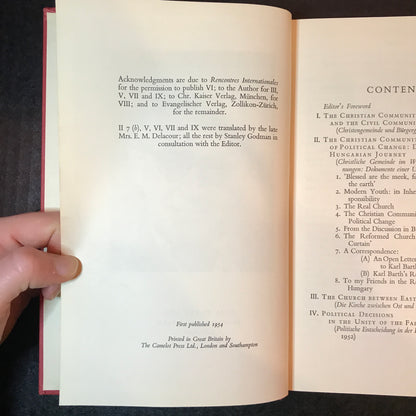 Acknowledgments are due to Rencontres Internationales
for the permission to publish VI; to the Author for III,
V, VII and IX; to Chr. Kaiser Verlag, München, for
VIII; and to Evangelischer Verlag, Zollikon-Zürich,
for the remainder.
II 7 (b), V, VI, VII and IX were translated by the late
Mrs. E. M. Delacour; all the rest by Stanley Godman in
consultation with the Editor.
First published 1954
Printed in Great Britain by
The Camelot Press Ltd., London and Southampton
CONTEN
Editor's Foreword
I. THE CHRISTIAN COMMUNIT
AND THE CIVIL COMMUN
(Christengemeinde und Bürgerg
II. THE CHRISTIAN COMMUNIT
OF POLITICAL CHANGE: D
HUNGARIAN JOURNEY
(Christliche Gemeinde im W
nungen: Dokumente einer U
1. 'Blessed are the meek, f
the earth'
2. Modern Youth: its Inher
sponsibility
3. The Real Church
4. The Christian Commun
Political Change
5. From the Discussion in B
6. The Reformed Church
Curtain'
7. A Correspondence:
(A) An Open Letter
to Karl Barth
(B) Karl Barth's R
8. To my Friends in the R
Hungary
III. THE CHURCH BETWEEN EAST
(Die Kirche zwischen Ost und
IV. POLITICAL DECISIONS
IN THE UNITY OF THE FA
(Politische Entscheidung in der E
1952)